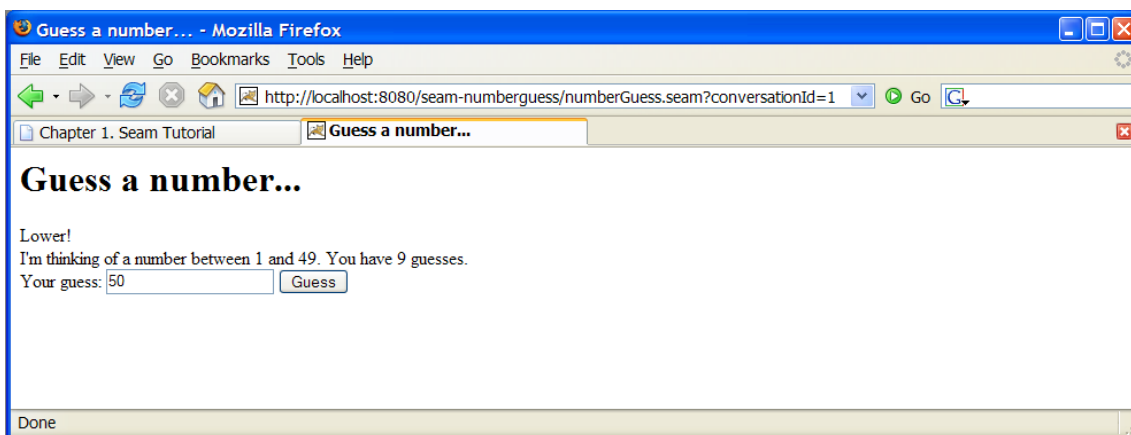 Guess a number... - Mozilla Firefox
File Edit View Go Bookmarks Tools Help
http://localhost:8080/seam-numberguess/numberGuess.seam?conversationId=1 Go G
Chapter 1. Seam Tutorial Guess a number...
Guess a number...
Lower!
I'm thinking of a number between 1 and 49. You have 9 guesses.
Your guess: 50 Guess
Done